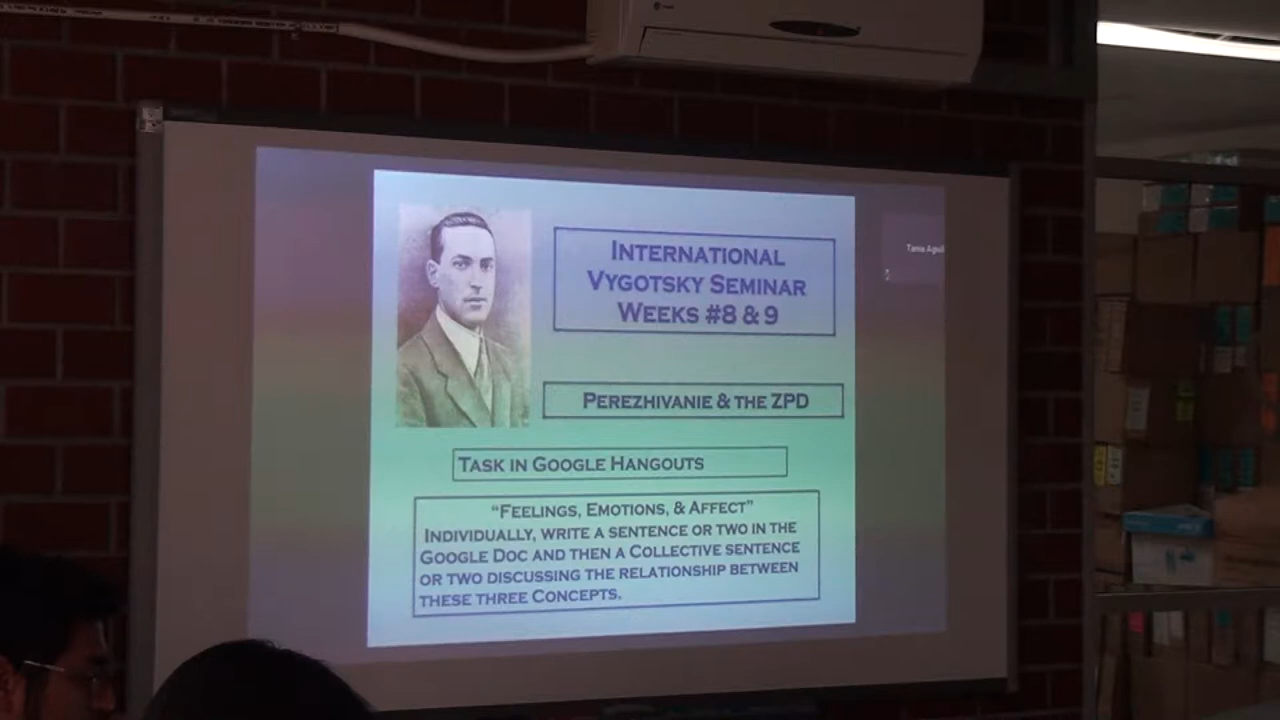 INTERNATIONAL
VYGOTSKY SEMINAR
WEEKS #8 & 9
PEREZHIVANIE & THE ZPD
TASK IN GOOGLE HANGOUTS
“FEELINGS, EMOTIONS, & AFFECT”
INDIVIDUALLY, WRITE A SENTENCE OR TWO IN THE
GOOGLE DOC AND THEN A COLLECTIVE SENTENCE
OR TWO DISCUSSING THE RELATIONSHIP BETWEEN
THESE THREE CONCEPTS.